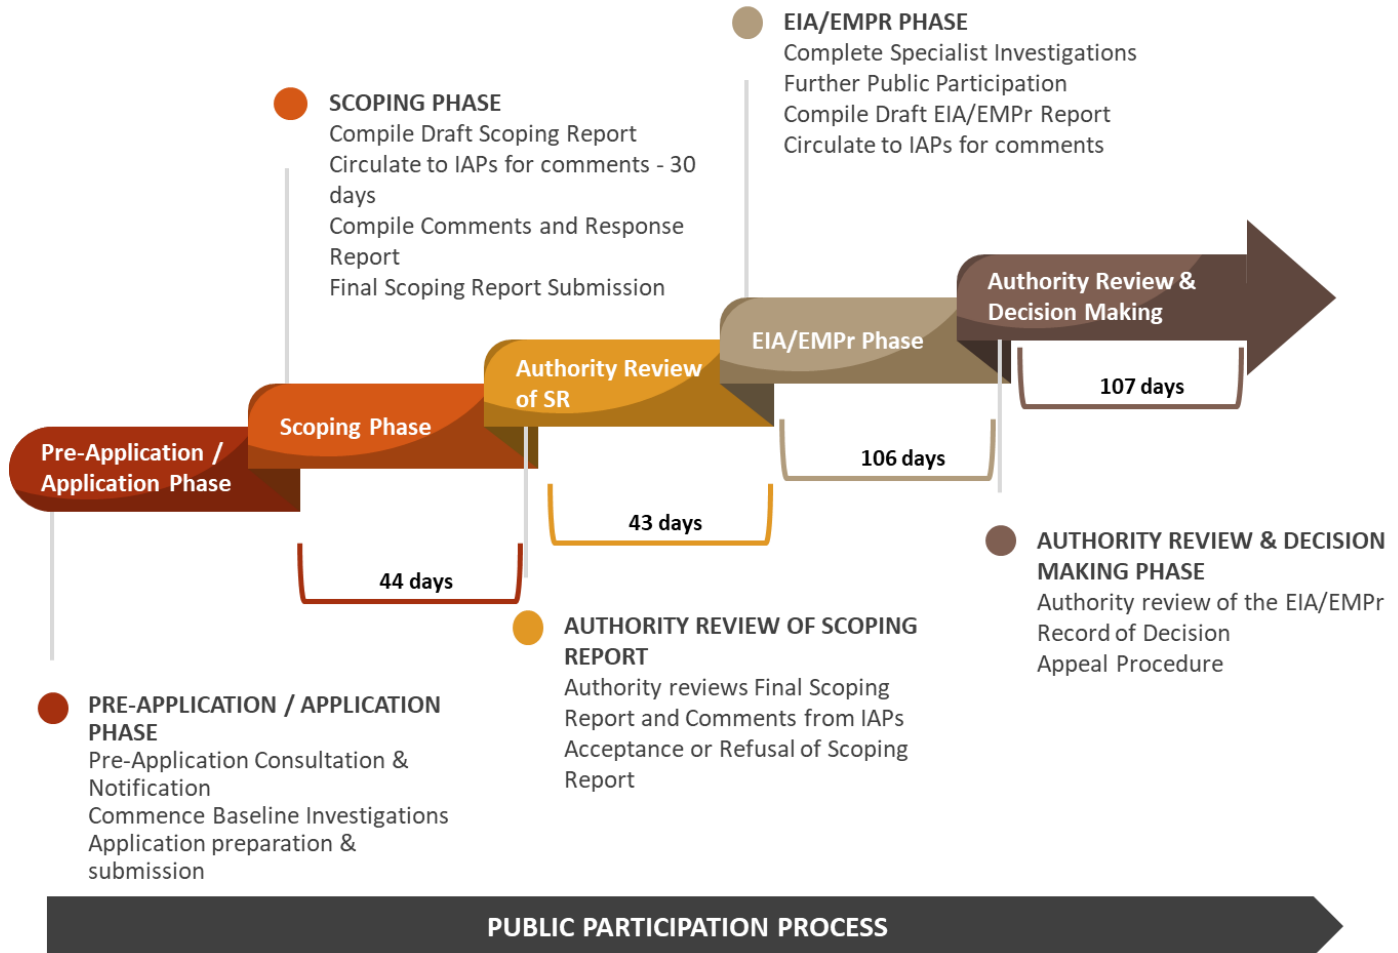 EIA/EMPR PHASE
Complete Specialist Investigations
Further Public Participation
Compile Draft EIA/EMPr Report
Circulate to IAPs for comments
SCOPING PHASE
Compile Draft Scoping Report
Circulate to IAPs for comments - 30
days
Compile Comments and Response
Report
Final Scoping Report Submission
Authority Review &
Decision Making
EIA/EMPr Phase
Authority Review
of SR
Scoping Phase
Pre-Application /
Application Phase
107 days
106 days
43 days
44 days
AUTHORITY REVIEW & DECISION
MAKING PHASE
Authority review of the EIA/EMPr
Record of Decision
Appeal Procedure
AUTHORITY REVIEW OF SCOPING
REPORT
Authority reviews Final Scoping
Report and Comments from IAPs
Acceptance or Refusal of Scoping
Report
PRE-APPLICATION / APPLICATION
PHASE
Pre-Application Consultation &
Notification
Commence Baseline Investigations
Application preparation &
submission
PUBLIC PARTICIPATION PROCESS